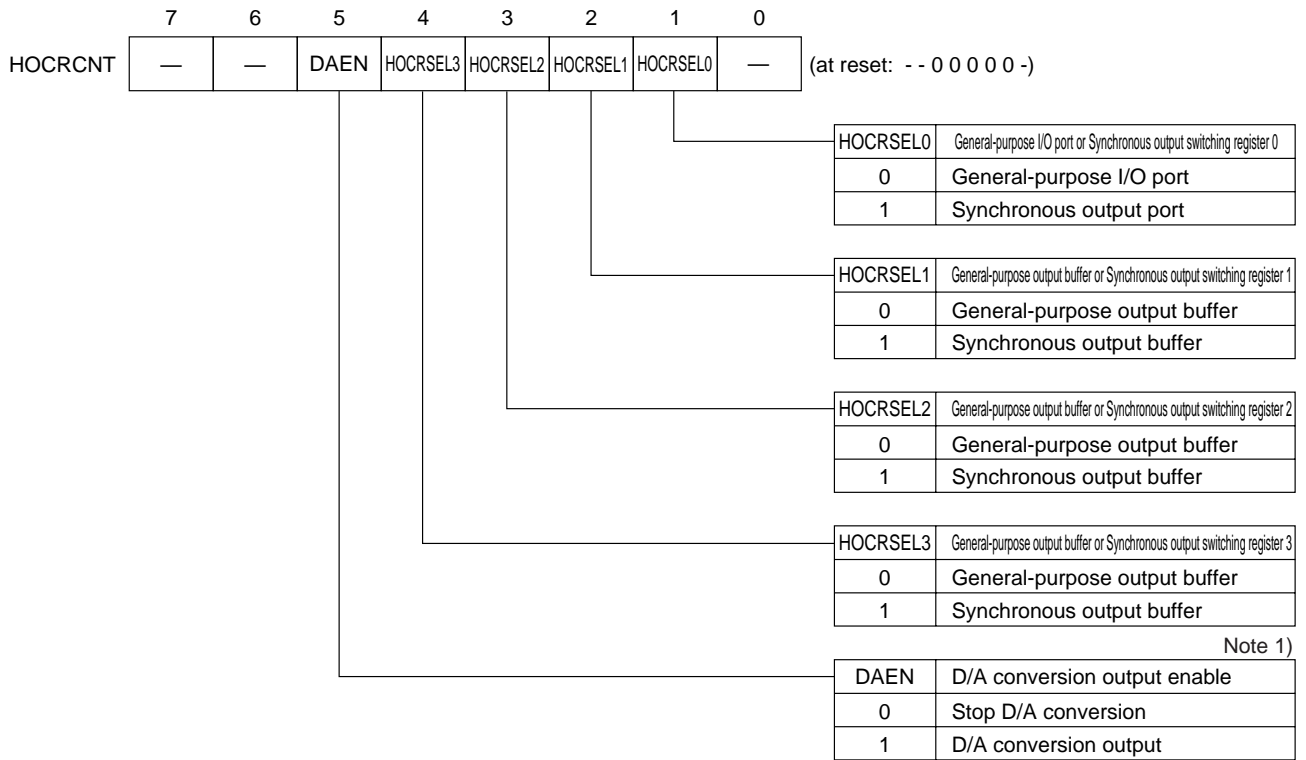 7 6 5 4 3 2 1 0
HOCRCNT — — DAEN HOCRSEL3 HOCRSEL2 HOCRSEL1 HOCRSEL0 — (at reset: - - 0 0 0 0 0 -)
HOCRSEL0 General-purpose I/O port or Synchronous output switching register 0
0 General-purpose I/O port
1 Synchronous output port
HOCRSEL1 General-purpose output buffer or Synchronous output switching register 1
0 General-purpose output buffer
1 Synchronous output buffer
HOCRSEL2 General-purpose output buffer or Synchronous output switching register 2
0 General-purpose output buffer
1 Synchronous output buffer
HOCRSEL3 General-purpose output buffer or Synchronous output switching register 3
0 General-purpose output buffer
1 Synchronous output buffer
Note 1)
DAEN D/A conversion output enable
0 Stop D/A conversion
1 D/A conversion output